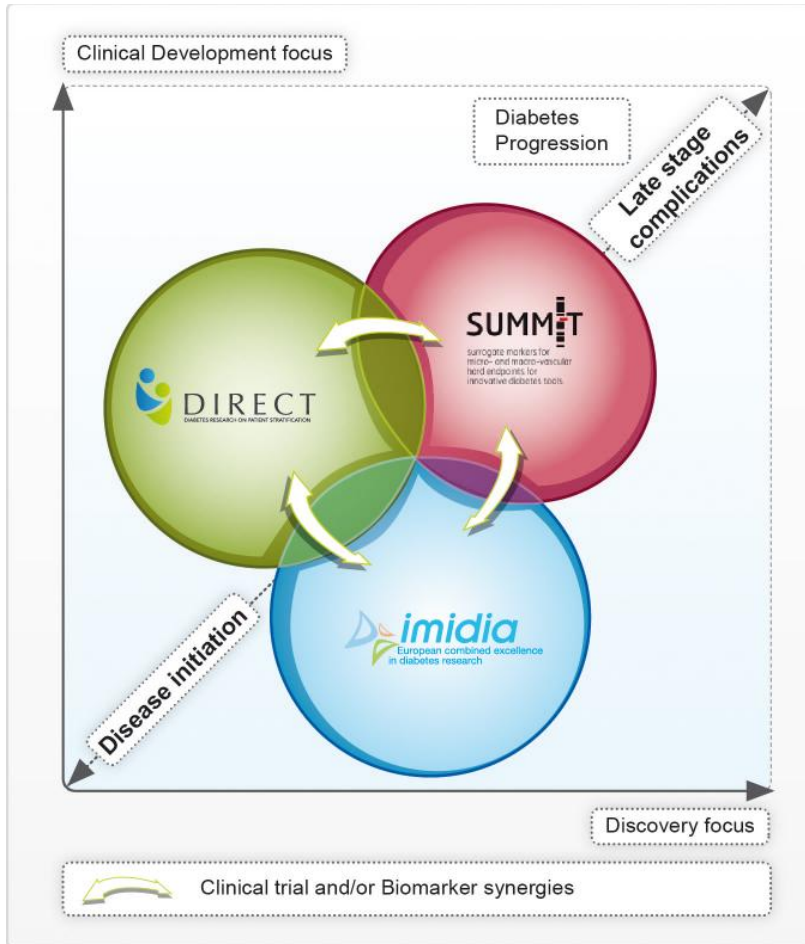 Clinical Development focus
Diabetes
Progression
Late stage
complications
SUMMIT
surrogate markers for
micro- and macro-vascular
hard endpoints for
innovative diabetes tools.
DIRECT
DIABETES RESEARCH ON PATIENT STRATIFICATION
imidia
European combined excellence
in diabetes research
Disease initiation
Discovery focus
Clinical trial and/or Biomarker synergies